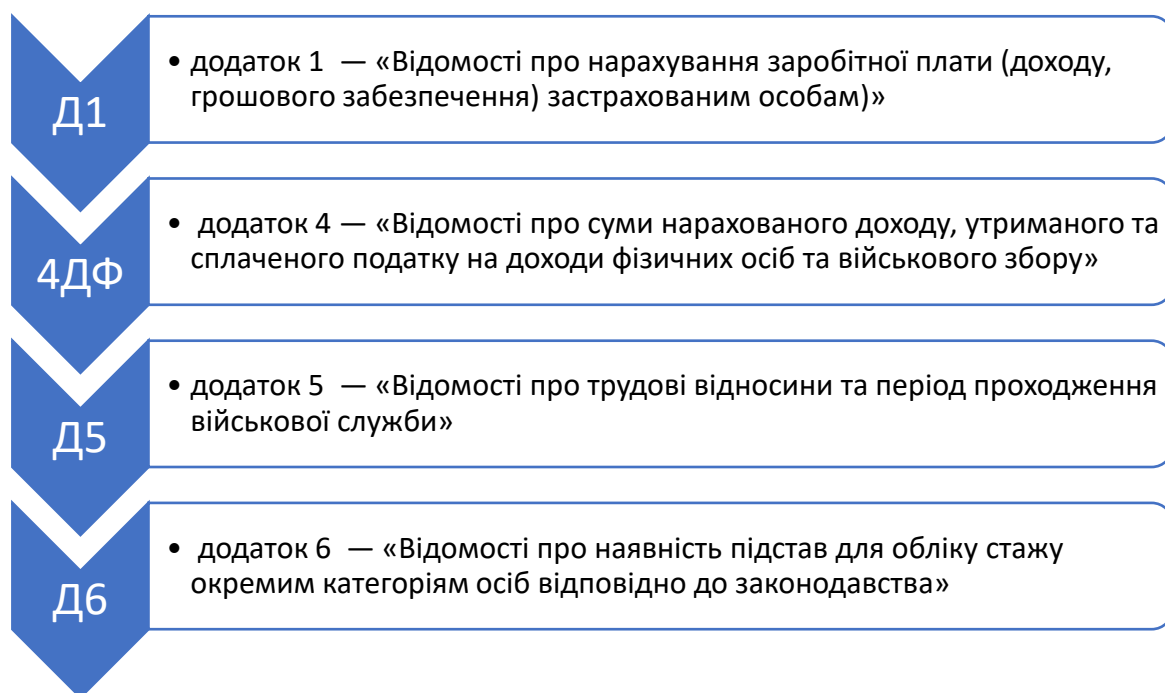 Д1
• додаток 1 — «Відомості про нарахування заробітної плати (доходу,
грошового забезпечення) застрахованим особам)»
4ДФ
• додаток 4 — «Відомості про суми нарахованого доходу, утриманого та
сплаченого податку на доходи фізичних осіб та військового збору»
Д5
• додаток 5 — «Відомості про трудові відносини та період проходження
військової служби»
Д6
• додаток 6 — «Відомості про наявність підстав для обліку стажу
окремим категоріям осіб відповідно до законодавства»